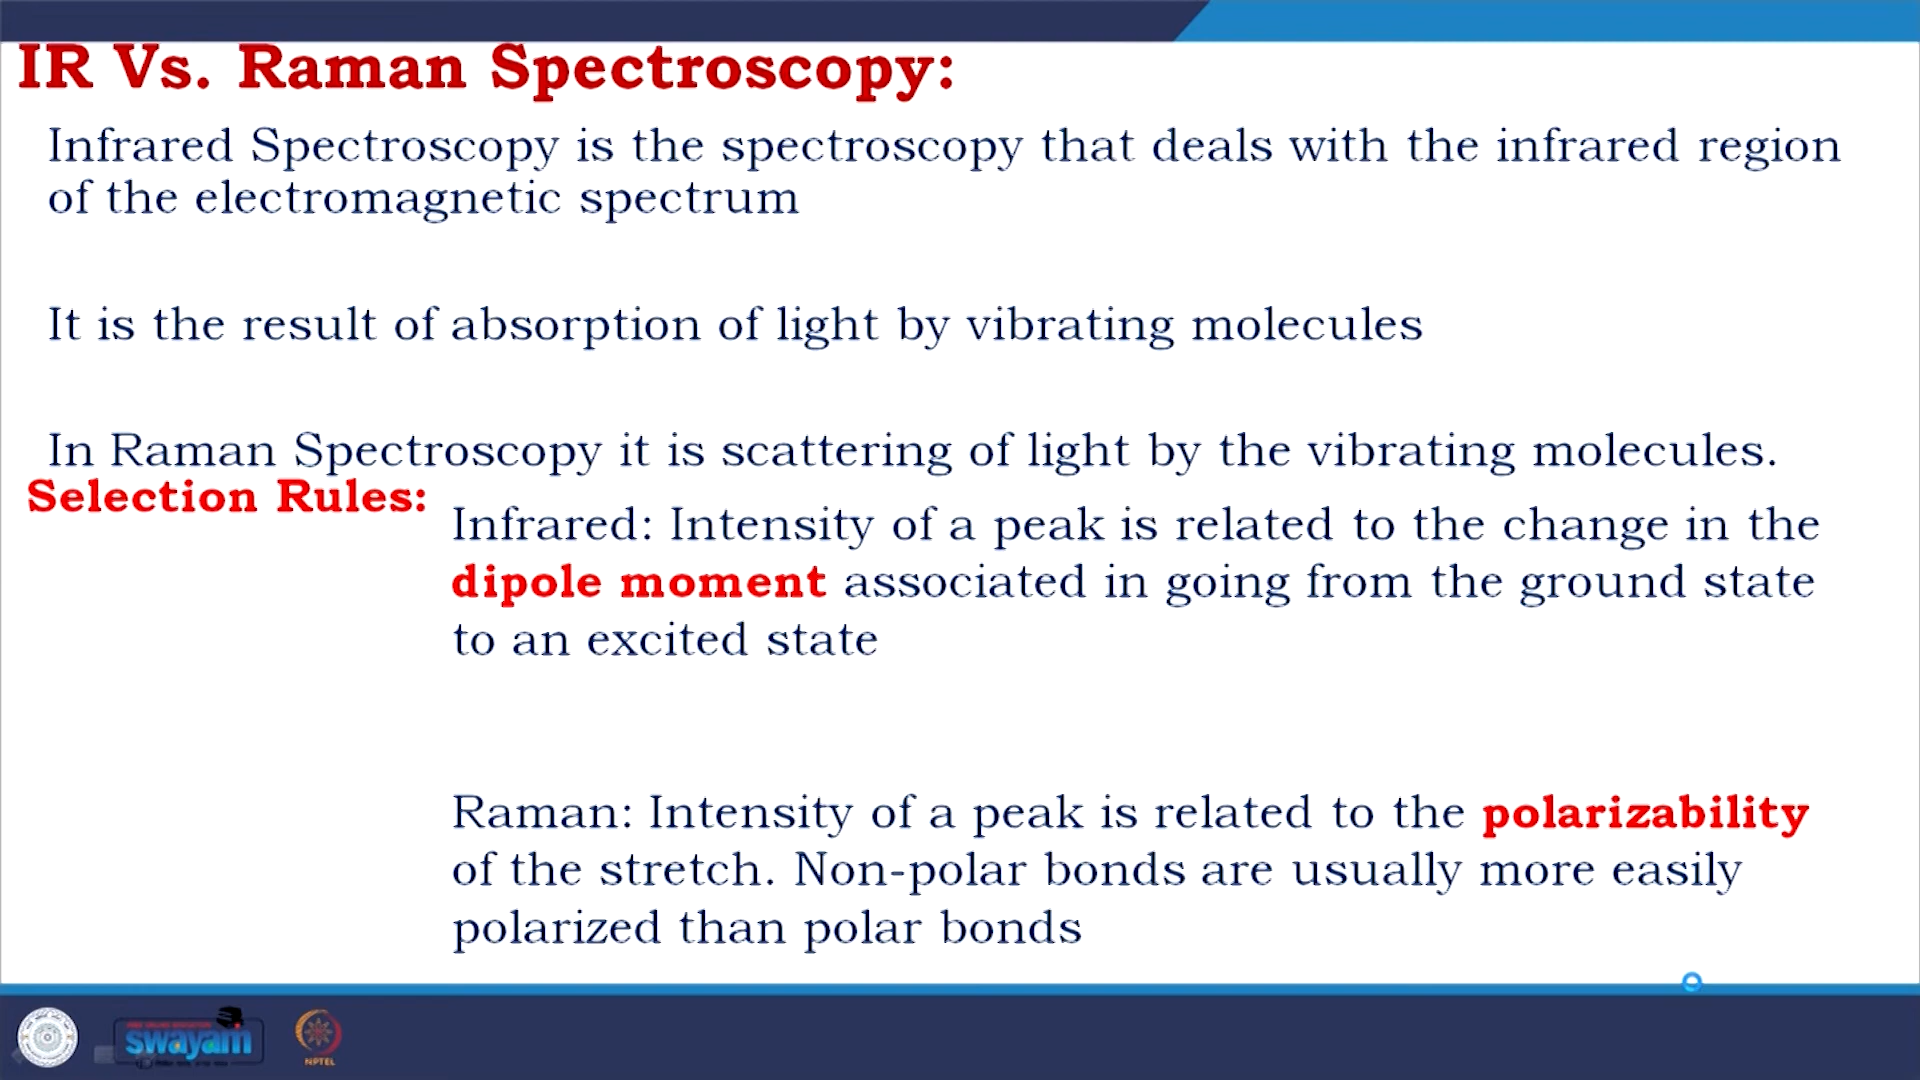 IR Vs. Raman Spectroscopy:
Infrared Spectroscopy is the spectroscopy that deals with the infrared region
of the electromagnetic spectrum
It is the result of absorption of light by vibrating molecules
In Raman Spectroscopy it is scattering of light by the vibrating molecules.
Selection Rules:
Infrared: Intensity of a peak is related to the change in the
dipole moment associated in going from the ground state
to an excited state
Raman: Intensity of a peak is related to the polarizability
of the stretch. Non-polar bonds are usually more easily
polarized than polar bonds
swayam
NPTEL